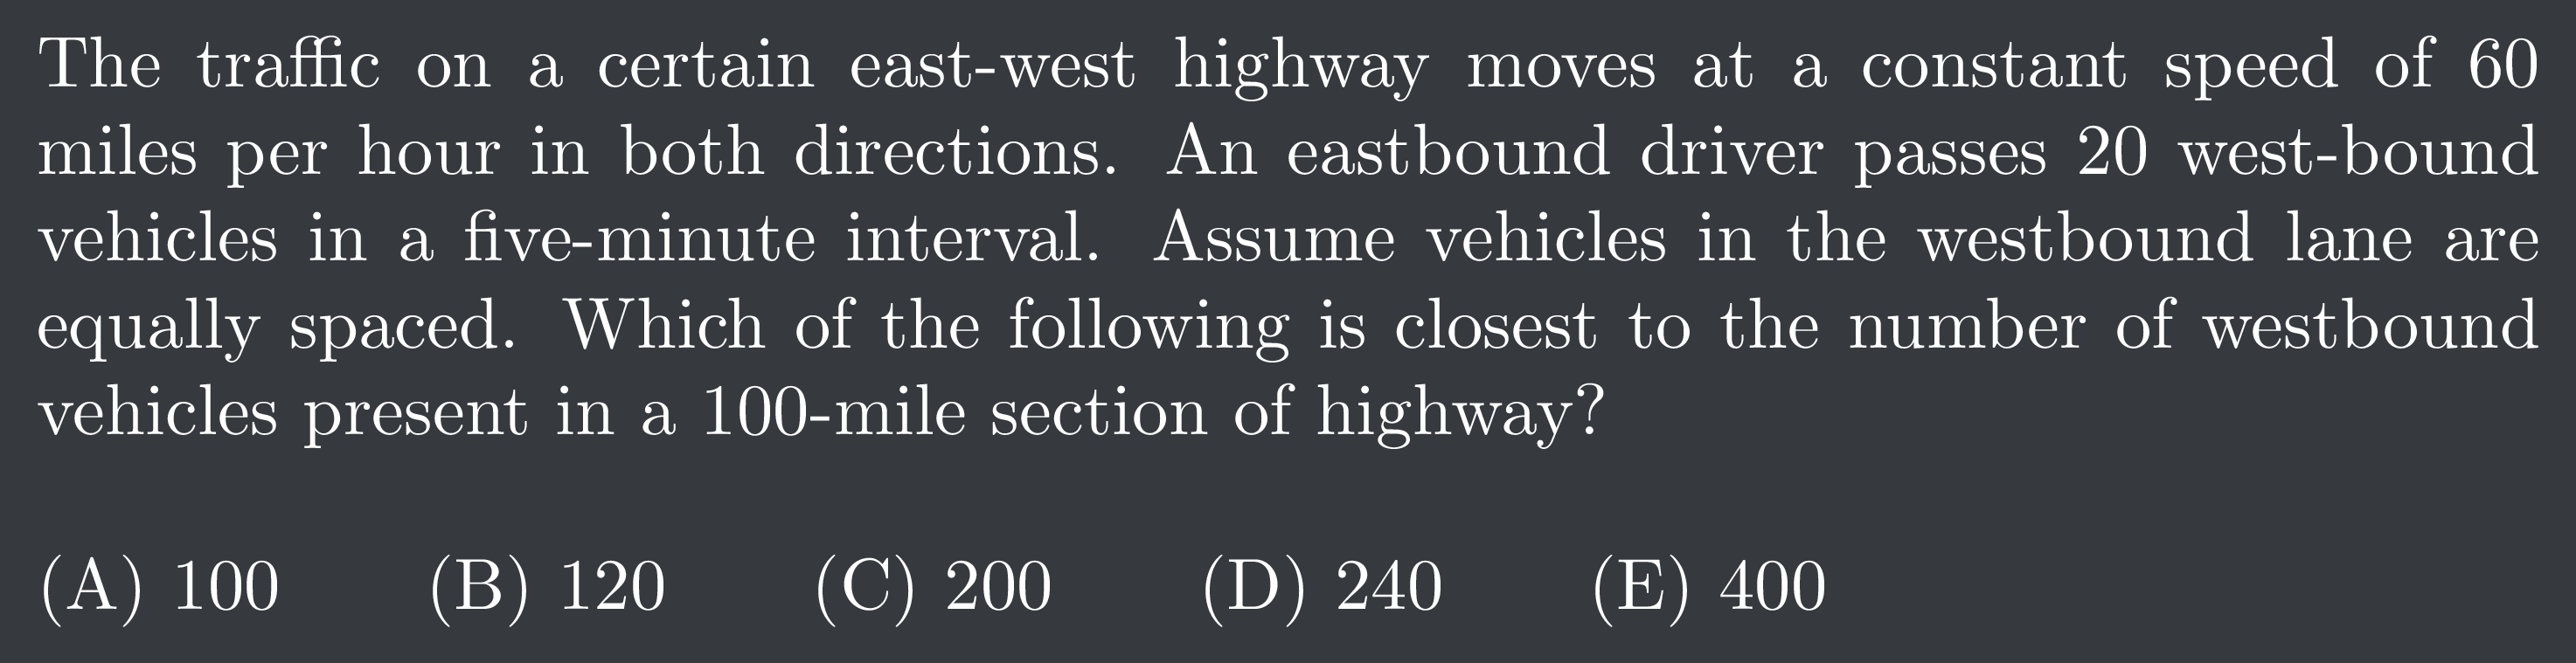 The traffic on a certain east-west highway moves at a constant speed of 60
miles per hour in both directions. An eastbound driver passes 20 west-bound
vehicles in a five-minute interval. Assume vehicles in the westbound lane are
equally spaced. Which of the following is closest to the number of westbound
vehicles present in a 100-mile section of highway?
(A) 100 (B) 120 (C) 200 (D) 240 (E) 400